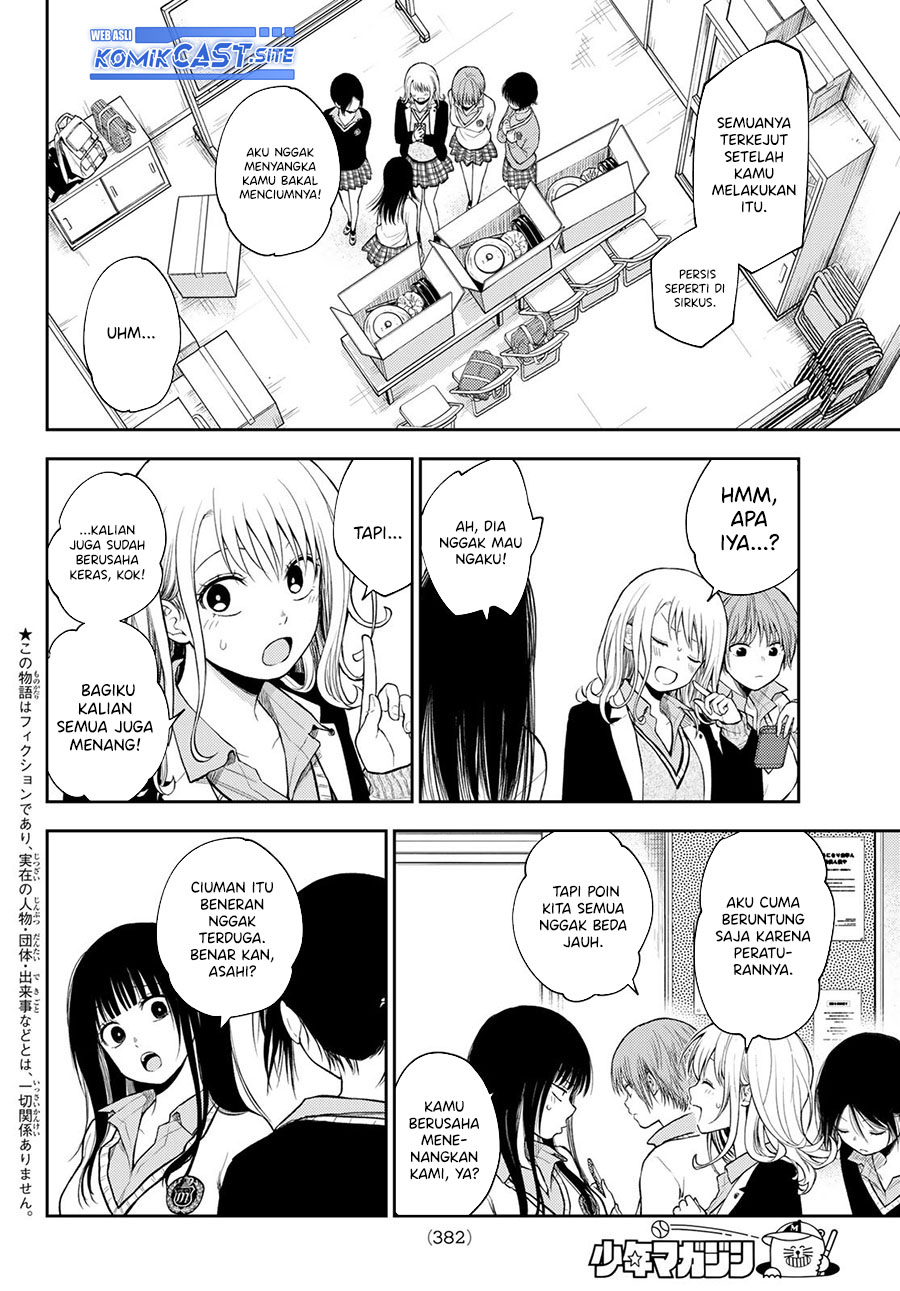 WEB ASLI
KOMIKCAST.SITE
SEMUANYA
TERKEJUT
SETELAH
KAMU
MELAKUKAN
ITU.
PERSIS
SEPERTI DI
SIRKUS.
AKU NGGAK
MENYANGKA
KAMU BAKAL
MENCIUMNYA!
UHM...
HMM,
APA
IYA...?
AH, DIA
NGGAK MAU
NGAKU!
TAPI...
...KALIAN
JUGA SUDAH
BERUSAHA
KERAS, KOK!
BAGIKU
KALIAN
SEMUA JUGA
MENANG!
AKU CUMA
BERUNTUNG
SAJA KARENA
PERATU-
RANNYA.
TAPI POIN
KITA SEMUA
NGGAK BEDA
JAUH.
KAMU
BERUSAHA
MENE-
NANGKAN
KAMI, YA?
CIUMAN ITU
BENERAN
NGGAK
TERDUGA.
BENAR KAN,
ASAHI?
★この物語はフィクションであり、実在の人物・団体・出来事などとは、一切関係ありません。
(382)
少年マガジン
M